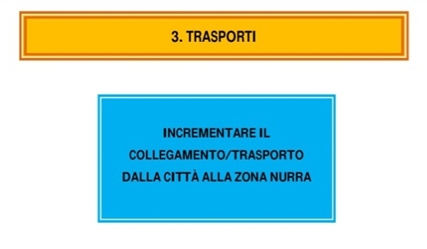 3. TRASPORTI
INCREMENTARE IL
COLLEGAMENTO/TRASPORTO
DALLA CITTÀ ALLA ZONA NURRA